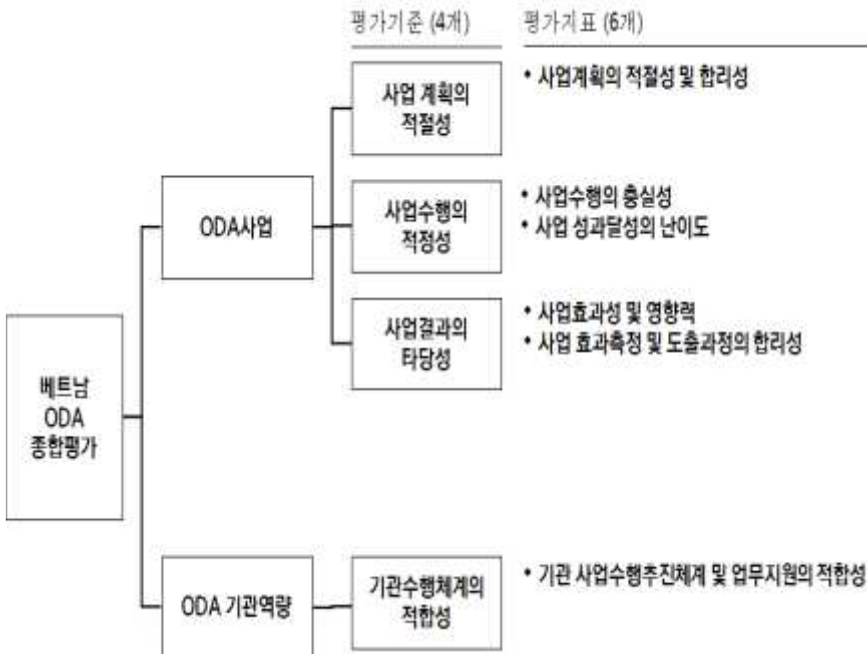 평가기준 (4개)
평가지표 (6개)
사업 계획의
적절성
• 사업계획의 적절성 및 합리성
ODA사업
사업수행의
적정성
• 사업수행의 충실성
• 사업 성과달성의 난이도
사업결과의
타당성
• 사업효과성 및 영향력
• 사업 효과측정 및 도출과정의 합리성
베트남
ODA
종합평가
ODA 기관역량
기관수행체계의
적합성
• 기관 사업수행추진체계 및 업무지원의 적합성